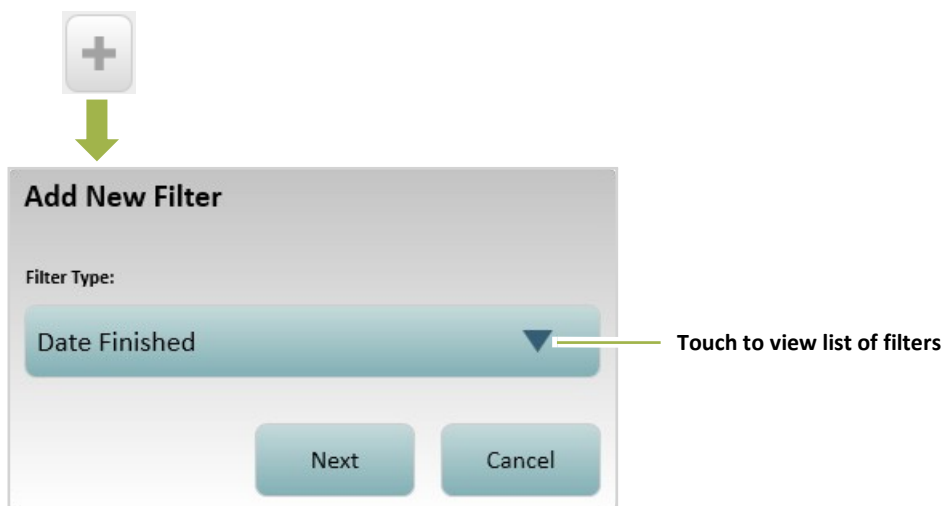 Add New Filter
Filter Type:
Date Finished
Touch to view list of filters
Next
Cancel